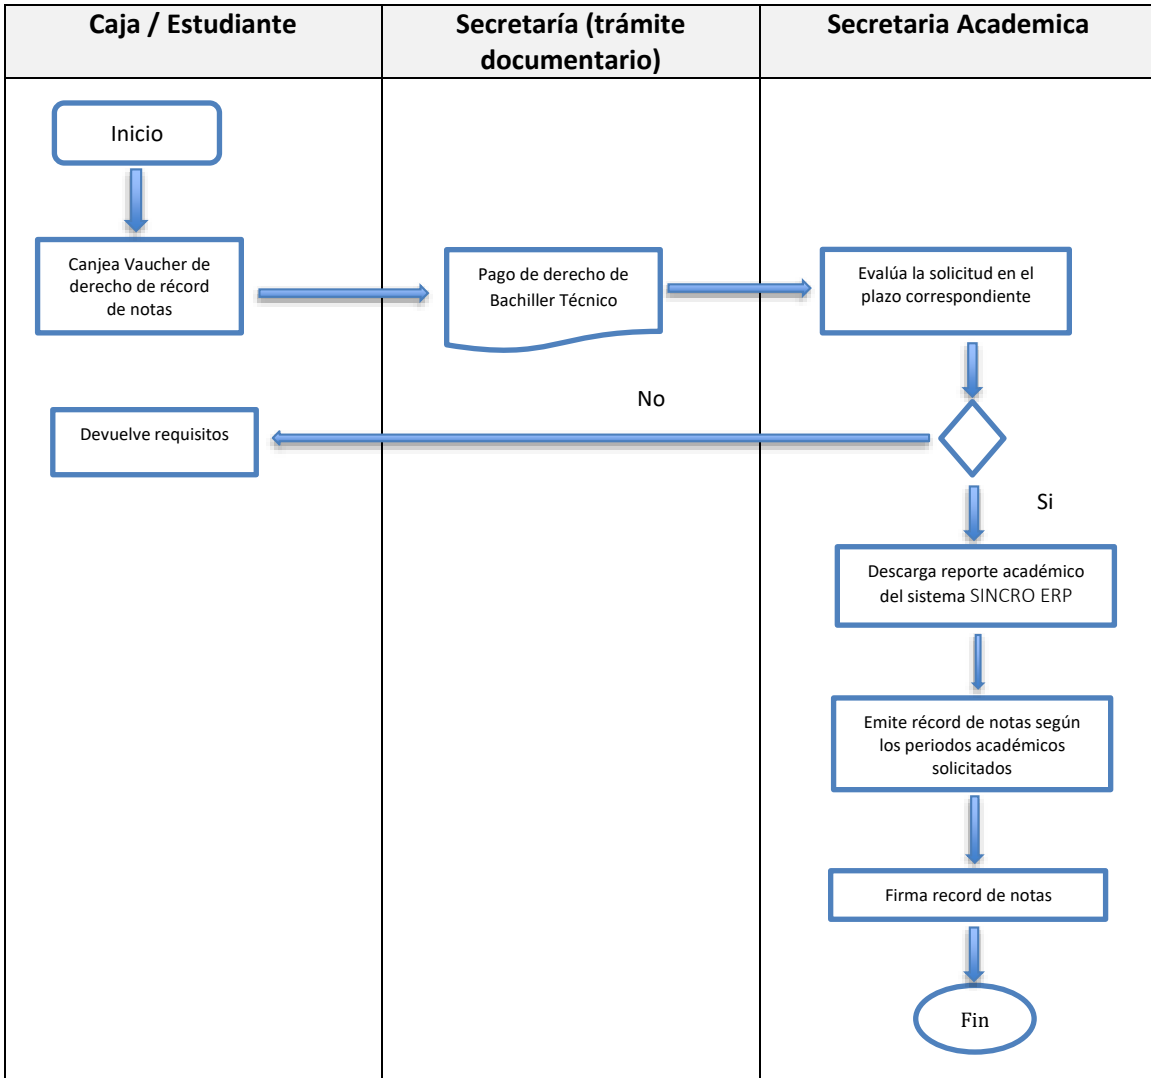 Caja / Estudiante
Secretaría (trámite
documentario)
Secretaria Academica
Inicio
Canjea Vaucher de
derecho de récord
de notas
Pago de derecho de
Bachiller Técnico
Evalúa la solicitud en el
plazo correspondiente
No
Devuelve requisitos
Si
Descarga reporte académico
del sistema SINCRO ERP
Emite récord de notas según
los periodos académicos
solicitados
Firma record de notas
Fin